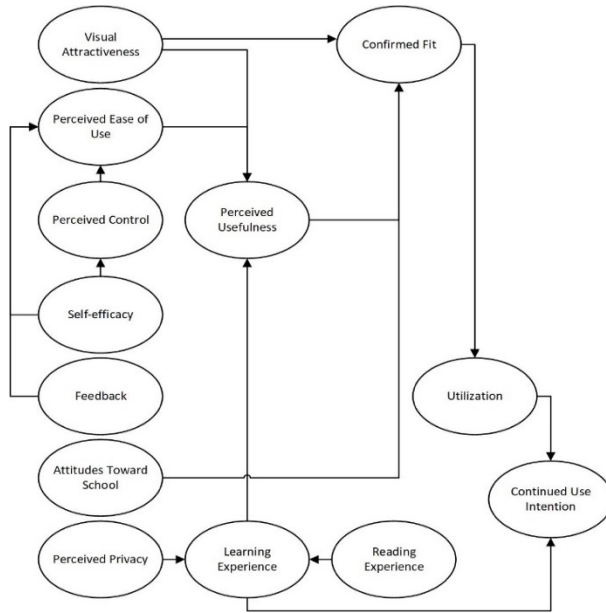 Visual
Attractiveness
Confirmed Fit
Perceived Ease of
Use
Perceived Control
Perceived
Usefulness
Self-efficacy
Feedback
Utilization
Attitudes Toward
School
Continued Use
Intention
Perceived Privacy
Learning
Experience
Reading
Experience